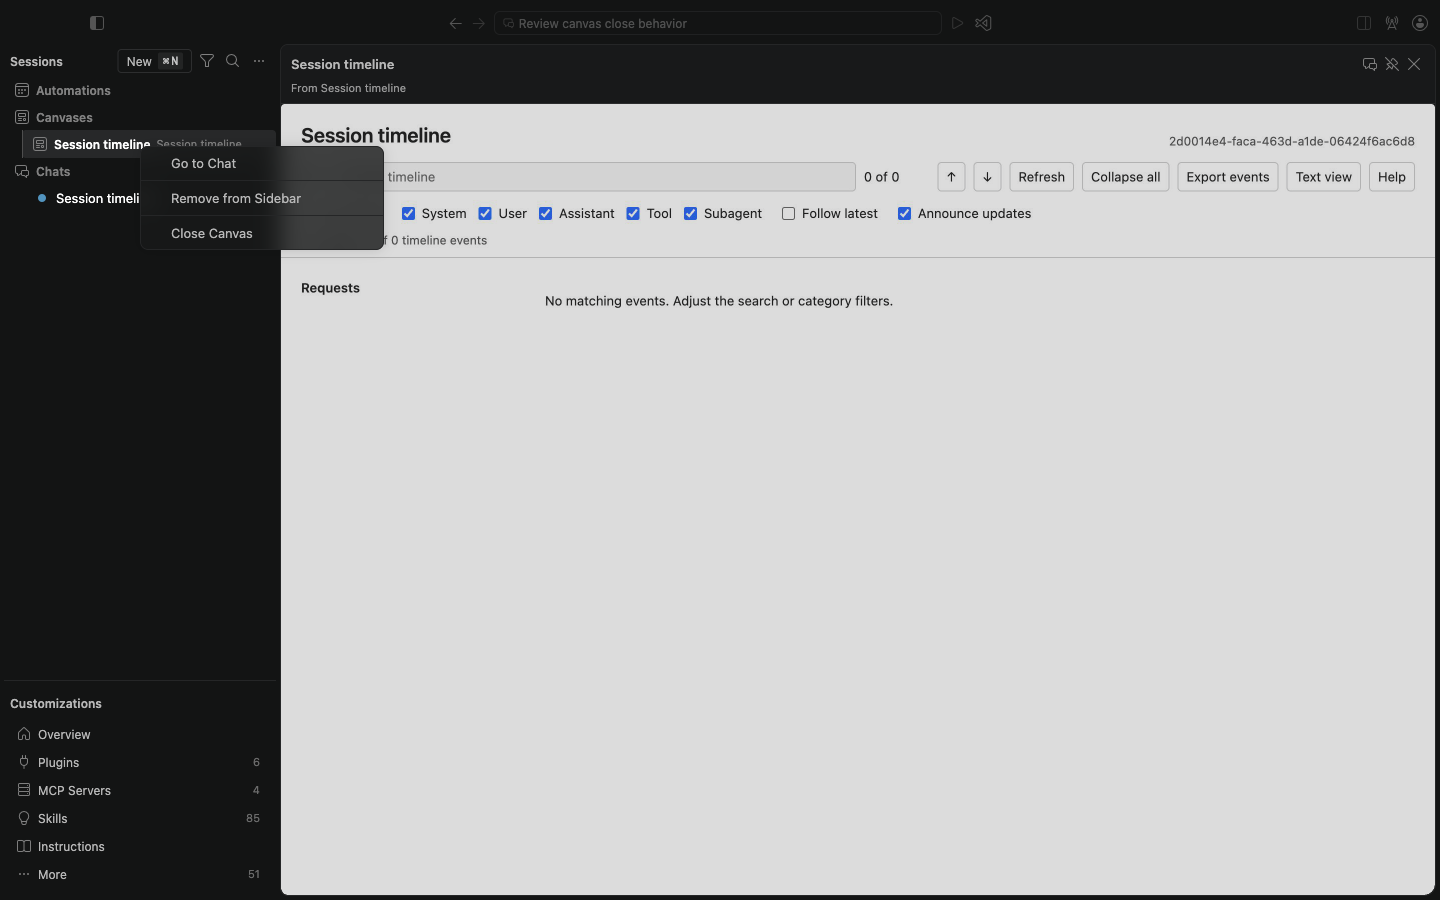 Review canvas close behavior
Sessions
New ⌘N
Automations
Canvases
Session timeline Session timeline
Chats
Session timeli
Go to Chat
Remove from Sidebar
Close Canvas
Customizations
Overview
Plugins 6
MCP Servers 4
Skills 85
Instructions
More 51
Session timeline
From Session timeline
Session timeline
2d0014e4-faca-463d-a1de-06424f6ac6d8
timeline 0 of 0 ↑ ↓ Refresh Collapse all Export events Text view Help
System User Assistant Tool Subagent Follow latest Announce updates
f 0 timeline events
Requests
No matching events. Adjust the search or category filters.